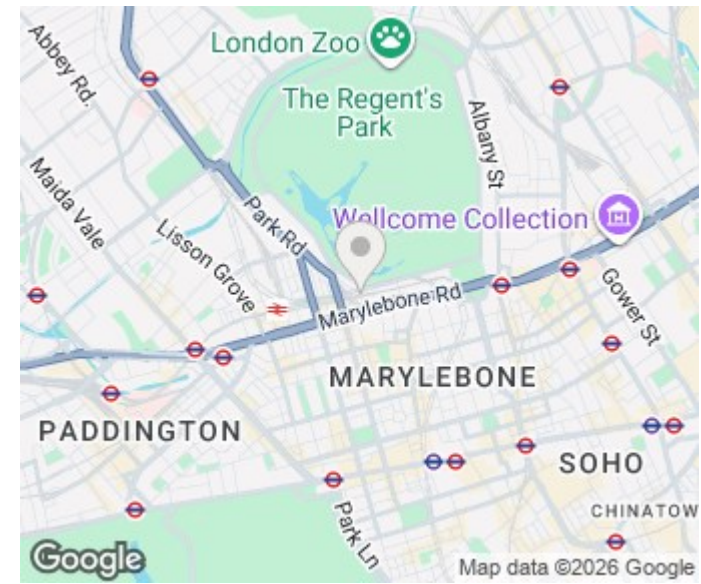 Abbey Rd.
London Zoo
The Regent's
Park
Albany St
Maida Vale
Park Rd
Wellcome Collection
Lisson Grove
Gower St
Marylebone Rd
MARYLEBONE
PADDINGTON
SOHO
CHINATOW
Park Ln
Google
Map data ©2026 Google